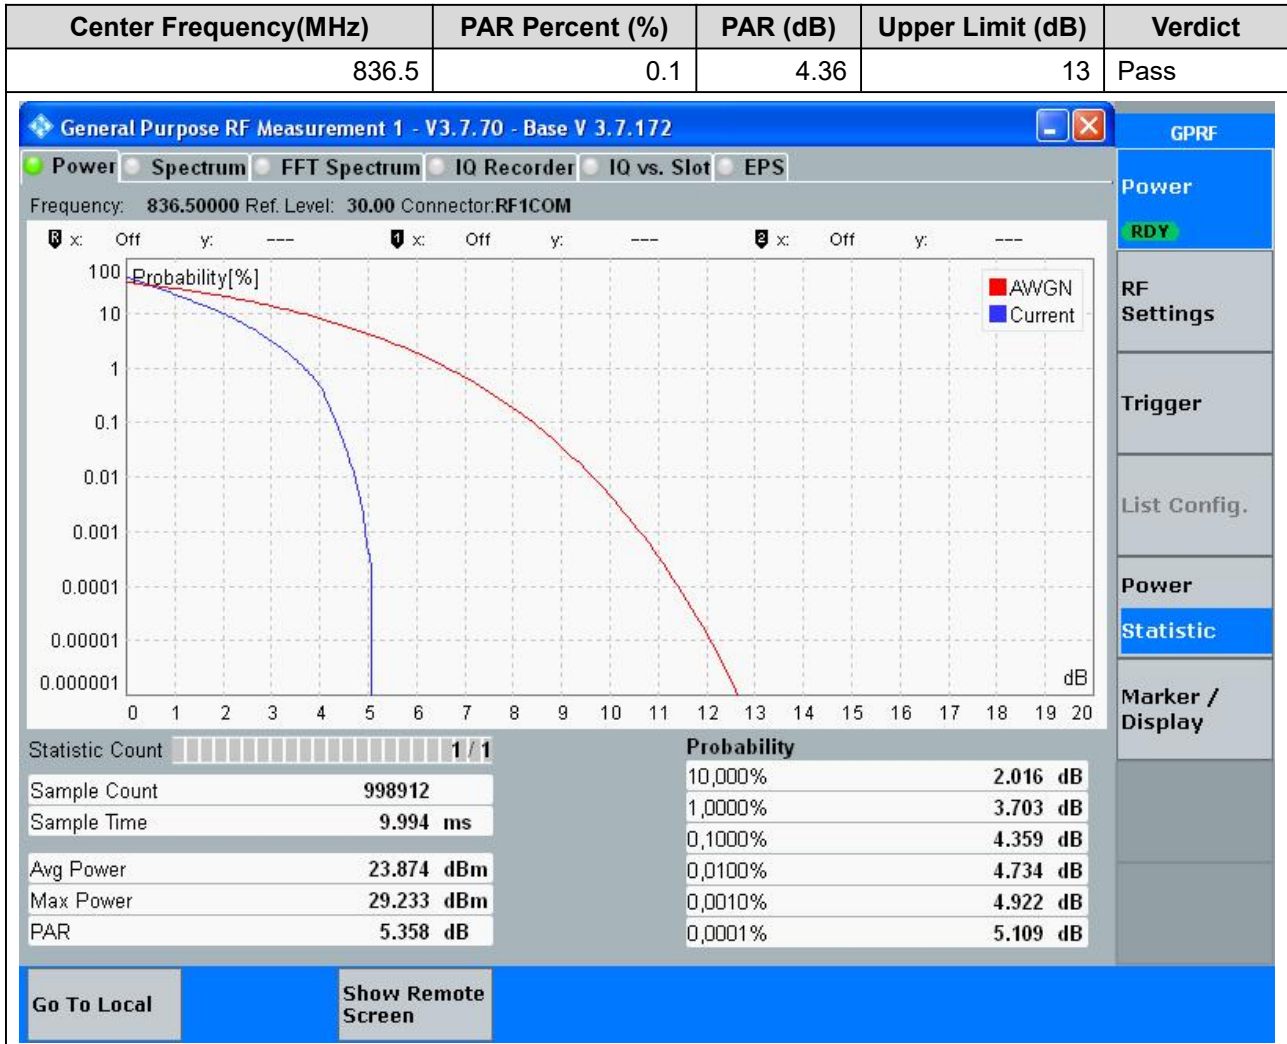 Center Frequency(MHz) PAR Percent (%) PAR (dB) Upper Limit (dB) Verdict
836.5 0.1 4.36 13 Pass
General Purpose RF Measurement 1 - V3.7.70 - Base V 3.7.172
GPRF
Power Spectrum FFT Spectrum IQ Recorder IQ vs. Slot EPS
Frequency: 836.50000 Ref. Level: 30.00 Connector:RF1COM
R x: Off y: --- 1 x: Off y: --- 2 x: Off y: ---
Probability[%]
100
10
1
0.1
0.01
0.001
0.0001
0.00001
0.000001
AWGN
Current
dB
0 1 2 3 4 5 6 7 8 9 10 11 12 13 14 15 16 17 18 19 20
Statistic Count 1 / 1
Sample Count 998912
Sample Time 9.994 ms
Avg Power 23.874 dBm
Max Power 29.233 dBm
PAR 5.358 dB
Probability
10,000% 2.016 dB
1,0000% 3.703 dB
0,1000% 4.359 dB
0,0100% 4.734 dB
0,0010% 4.922 dB
0,0001% 5.109 dB
Power
RDY
RF
Settings
Trigger
List Config.
Power
Statistic
Marker /
Display
Go To Local
Show Remote
Screen